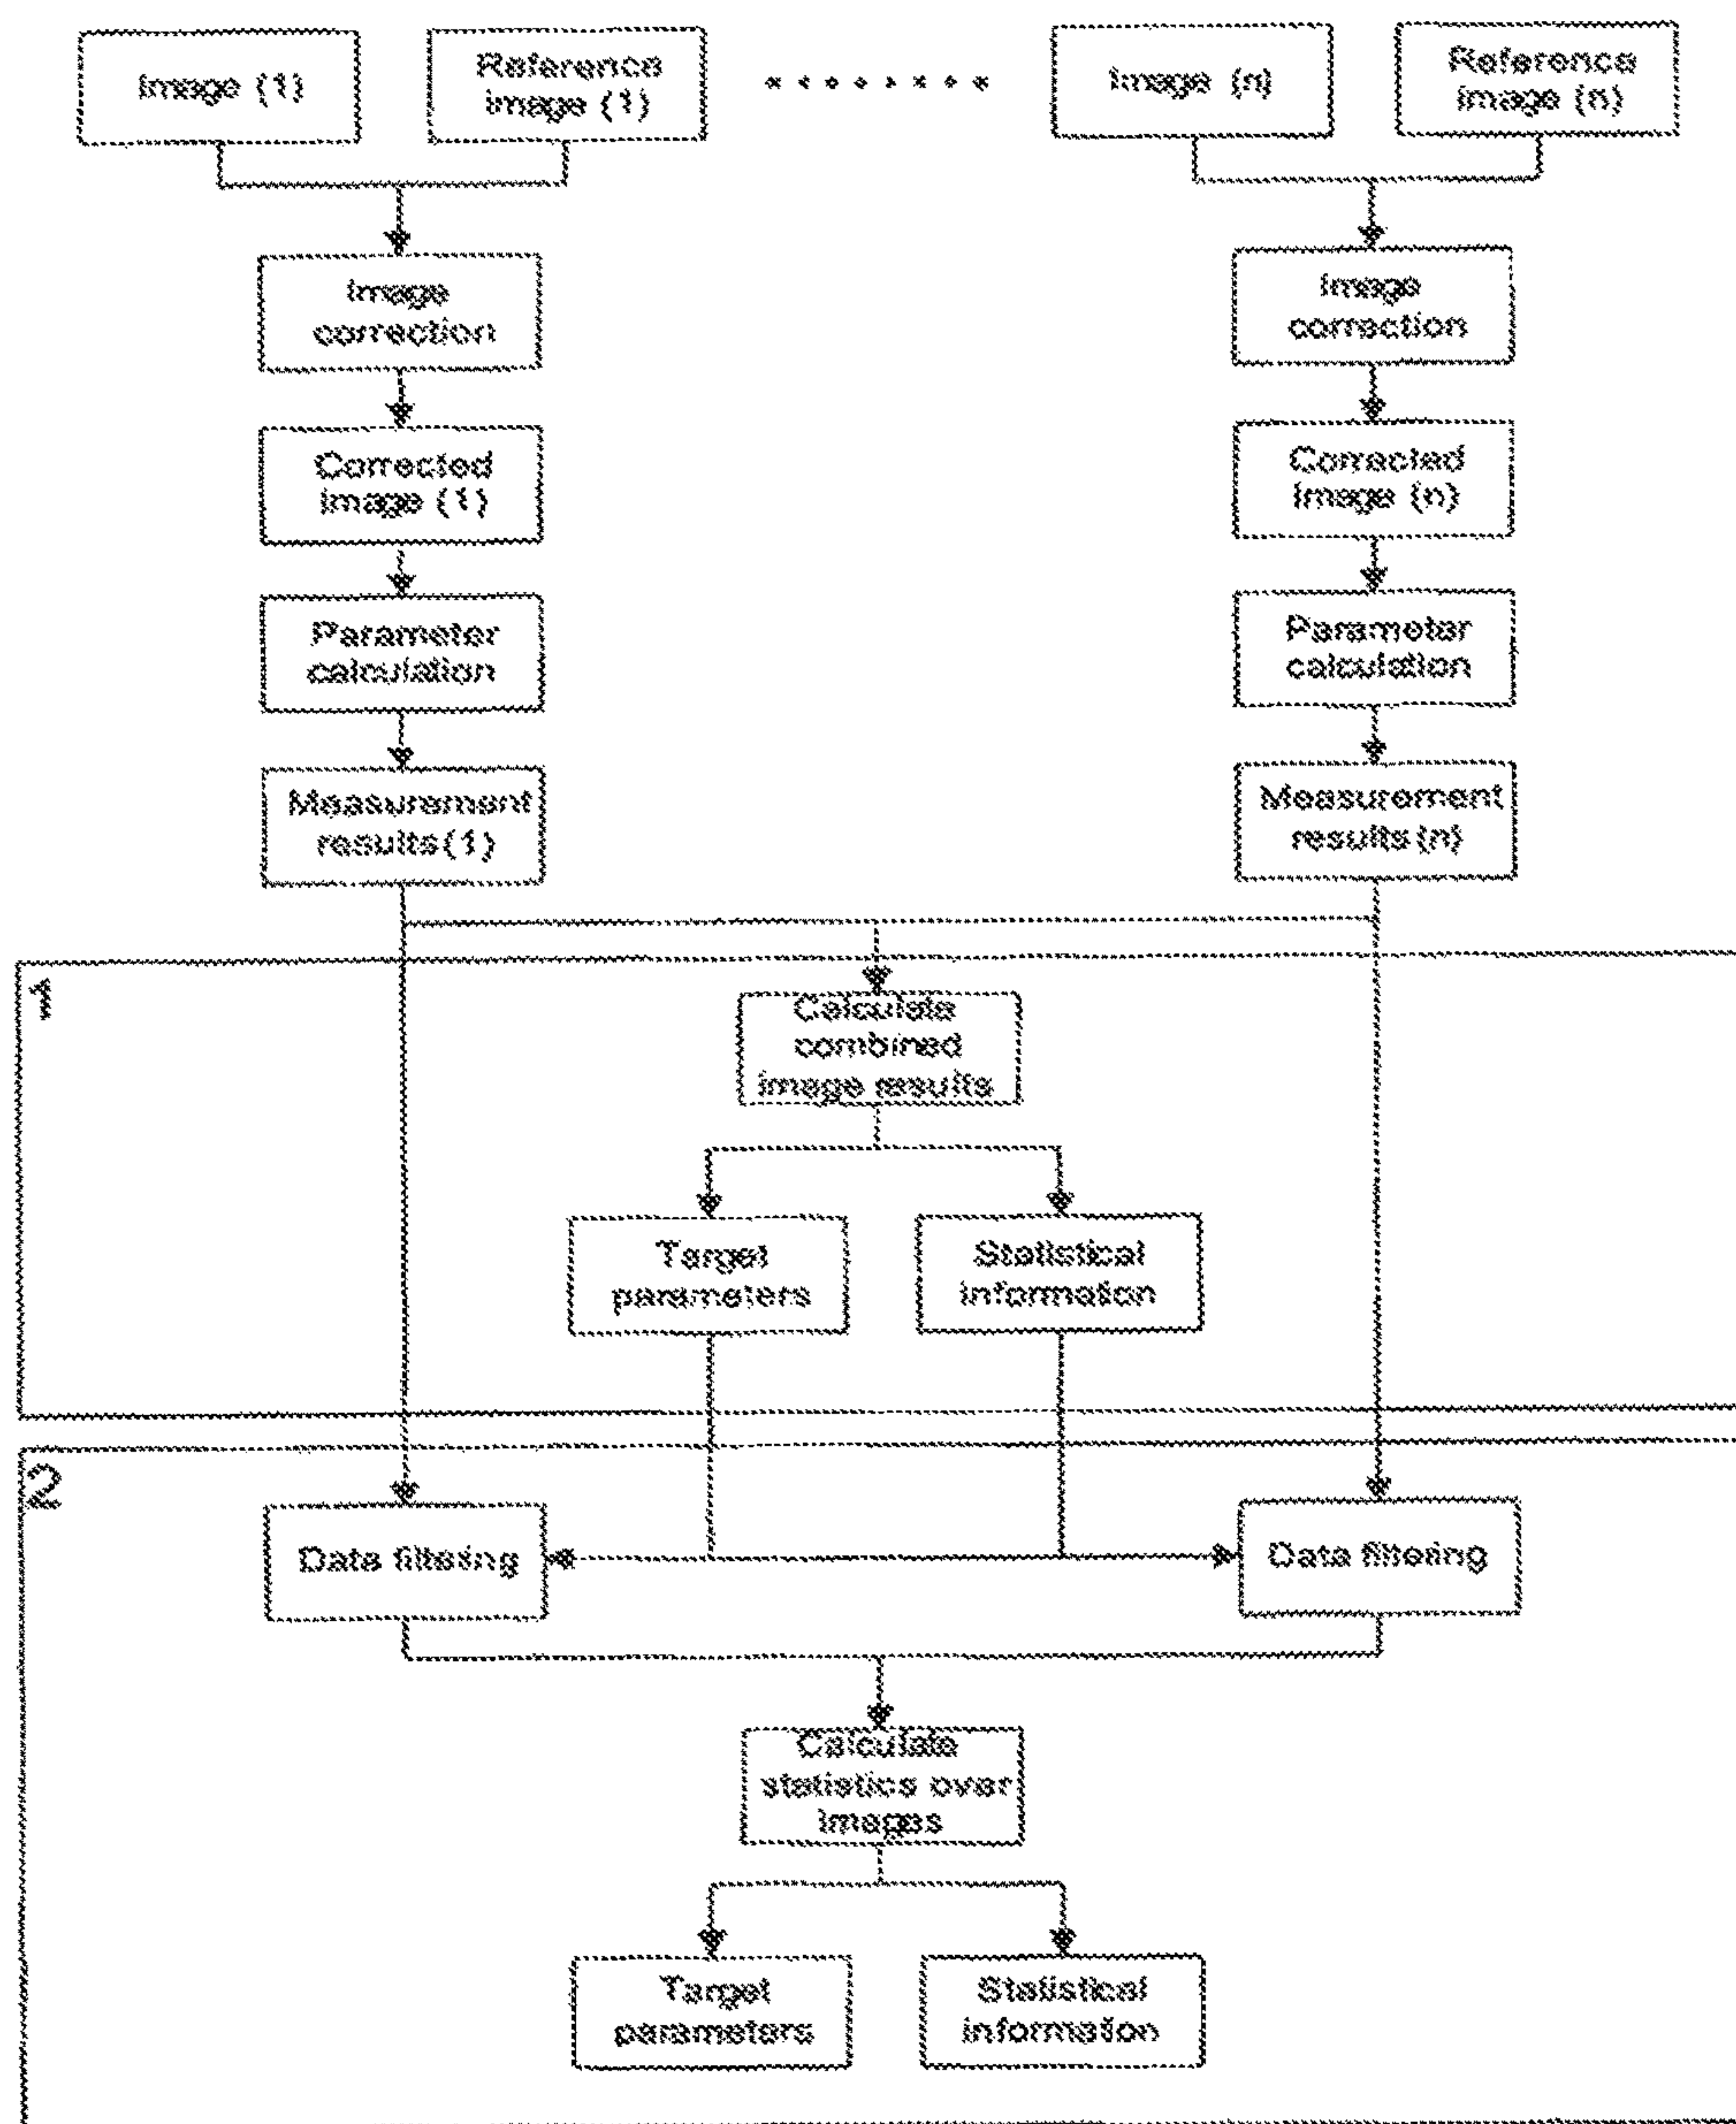 Image (1)
Reference
image (1)
Image (n)
Reference
image (n)
Image
correction
Image
correction
Corrected
image (1)
Corrected
image (n)
Parameter
calculation
Parameter
calculation
Measurement
results (1)
Measurement
results (n)
1
Calculate
combined
image results
Target
parameters
Statistical
information
2
Data filtering
Data filtering
Calculate
statistics over
images
Target
parameters
Statistical
information